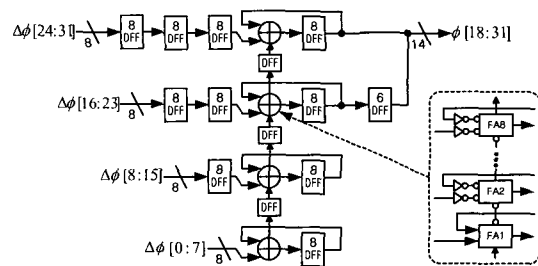 Δφ[24:31] 8 8 DFF 8 DFF 8 DFF 8 DFF 14 φ[18:31]
DFF
Δφ[16:23] 8 8 DFF 8 DFF 8 DFF 6 DFF
DFF
Δφ[8:15] 8 8 DFF 8 DFF
DFF
Δφ[0:7] 8 8 DFF
FA8
FA2
FA1